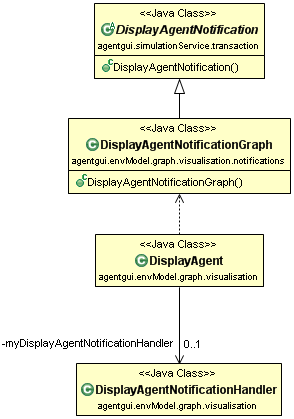 <<Java Class>>
DisplayAgentNotification
agentgui.simulationService.transaction
DisplayAgentNotification()
<<Java Class>>
DisplayAgentNotificationGraph
agentgui.envModel.graph.visualisation.notifications
DisplayAgentNotificationGraph()
<<Java Class>>
DisplayAgent
agentgui.envModel.graph.visualisation
-myDisplayAgentNotificationHandler 0..1
<<Java Class>>
DisplayAgentNotificationHandler
agentgui.envModel.graph.visualisation